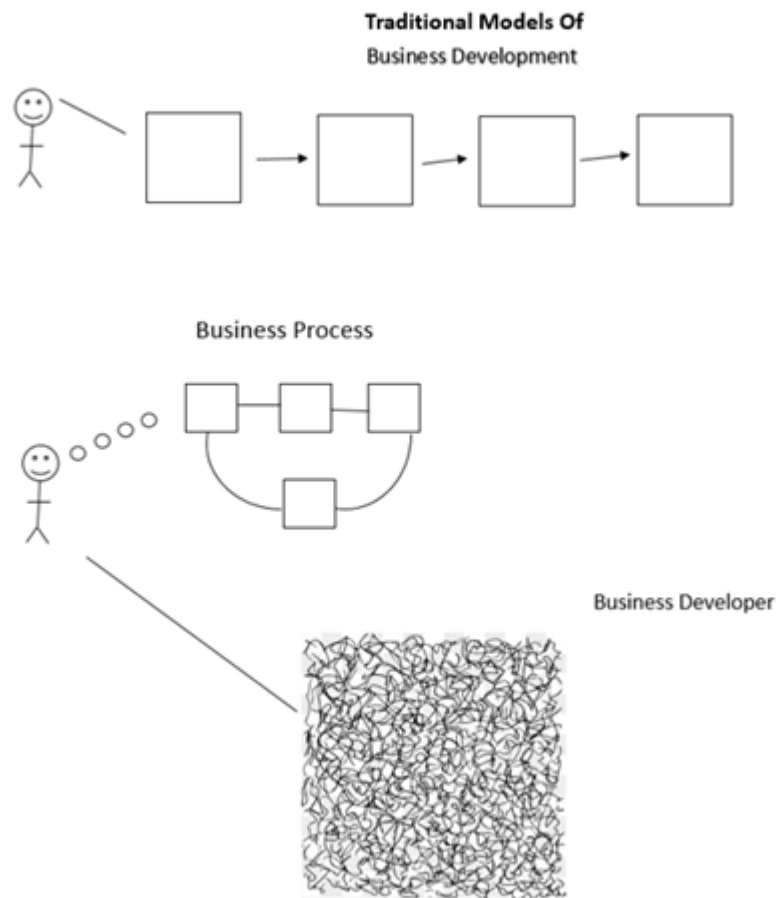 Traditional Models Of
Business Development
Business Process
Business Developer